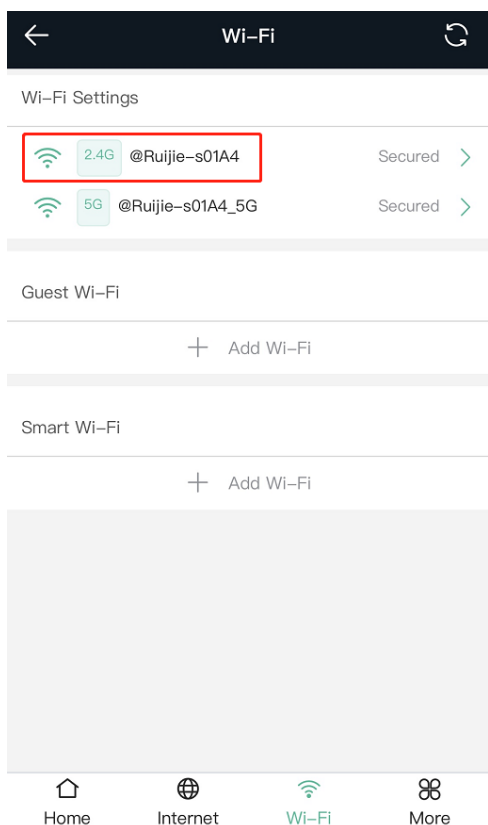 Wi-Fi
Wi-Fi Settings
2.4G @Ruijie-s01A4 Secured
5G @Ruijie-s01A4_5G Secured
Guest Wi-Fi
+ Add Wi-Fi
Smart Wi-Fi
+ Add Wi-Fi
Home Internet Wi-Fi More